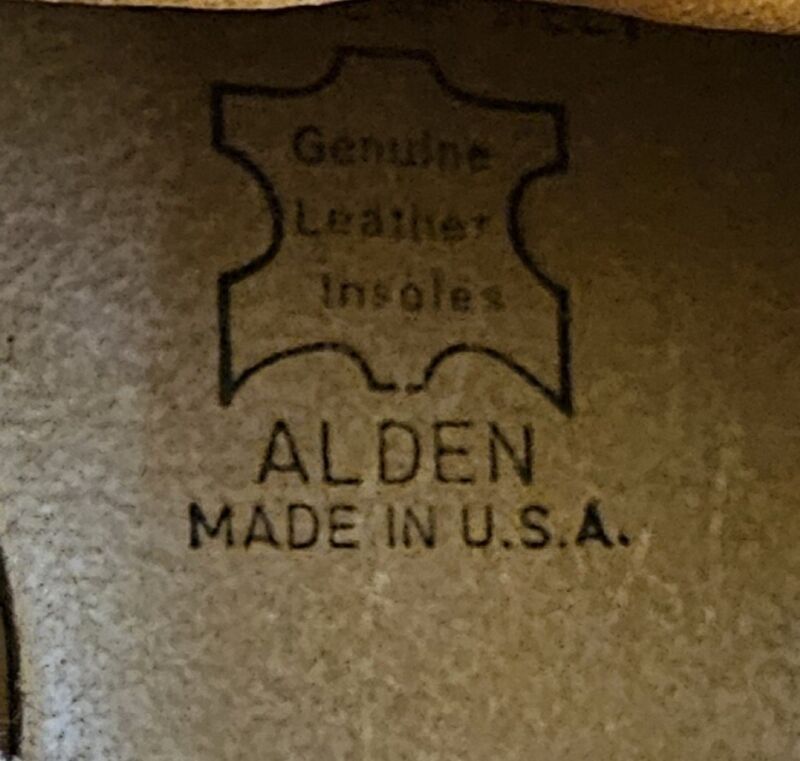 Genuine
Leather
Insoles
ALDEN
MADE IN U.S.A.